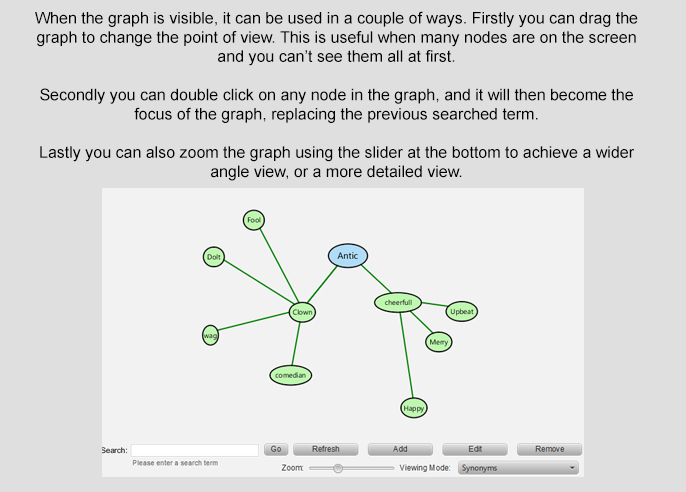 When the graph is visible, it can be used in a couple of ways. Firstly you can drag the
graph to change the point of view. This is useful when many nodes are on the screen
and you can't see them all at first.
Secondly you can double click on any node in the graph, and it will then become the
focus of the graph, replacing the previous searched term.
Lastly you can also zoom the graph using the slider at the bottom to achieve a wider
angle view, or a more detailed view.
Fool
Antic
Dolt
cheerfull
Clown
Upbeat
wag
Merry
comedian
Happy
Search: Go Refresh Add Edit Remove
Please enter a search term
Zoom: Viewing Mode: Synonyms